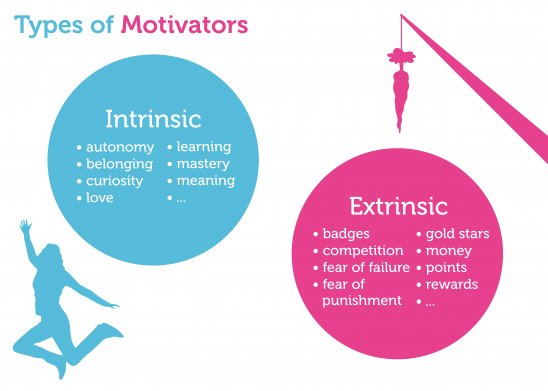 Types of Motivators
Intrinsic
• autonomy
• belonging
• curiosity
• love
• learning
• mastery
• meaning
• ...
Extrinsic
• badges
• competition
• fear of failure
• fear of
punishment
• gold stars
• money
• points
• rewards
• ...